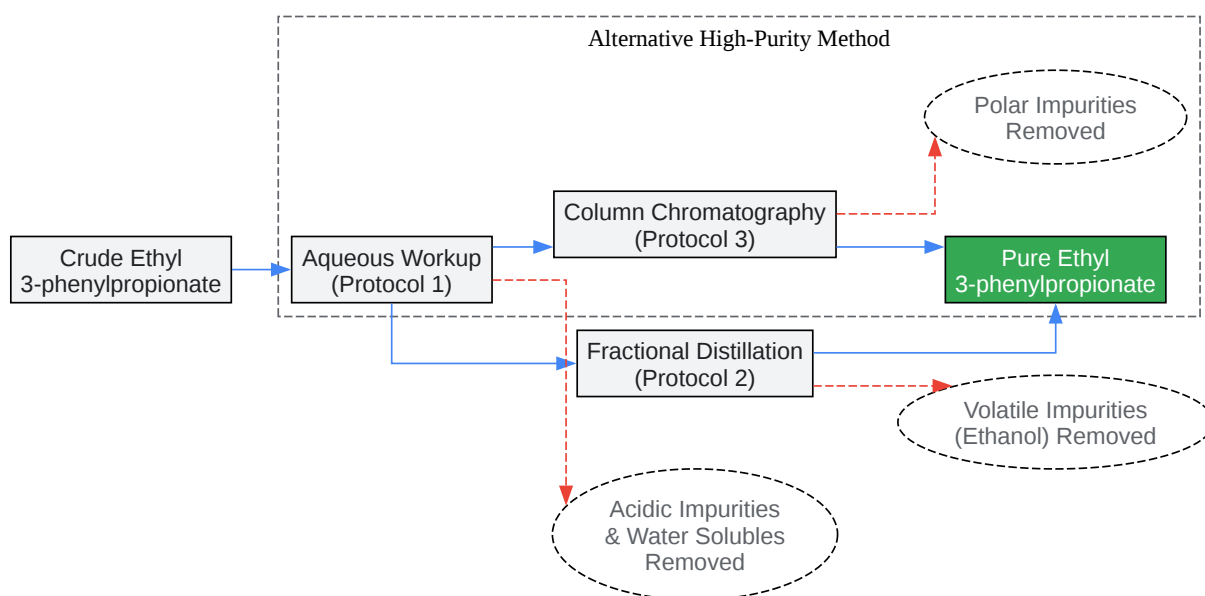 Alternative High-Purity Method
Polar Impurities
Removed
Column Chromatography
(Protocol 3)
Crude Ethyl
3-phenylpropionate
Aqueous Workup
(Protocol 1)
Pure Ethyl
3-phenylpropionate
Fractional Distillation
(Protocol 2)
Volatile Impurities
(Ethanol) Removed
Acidic Impurities
& Water Solubles
Removed